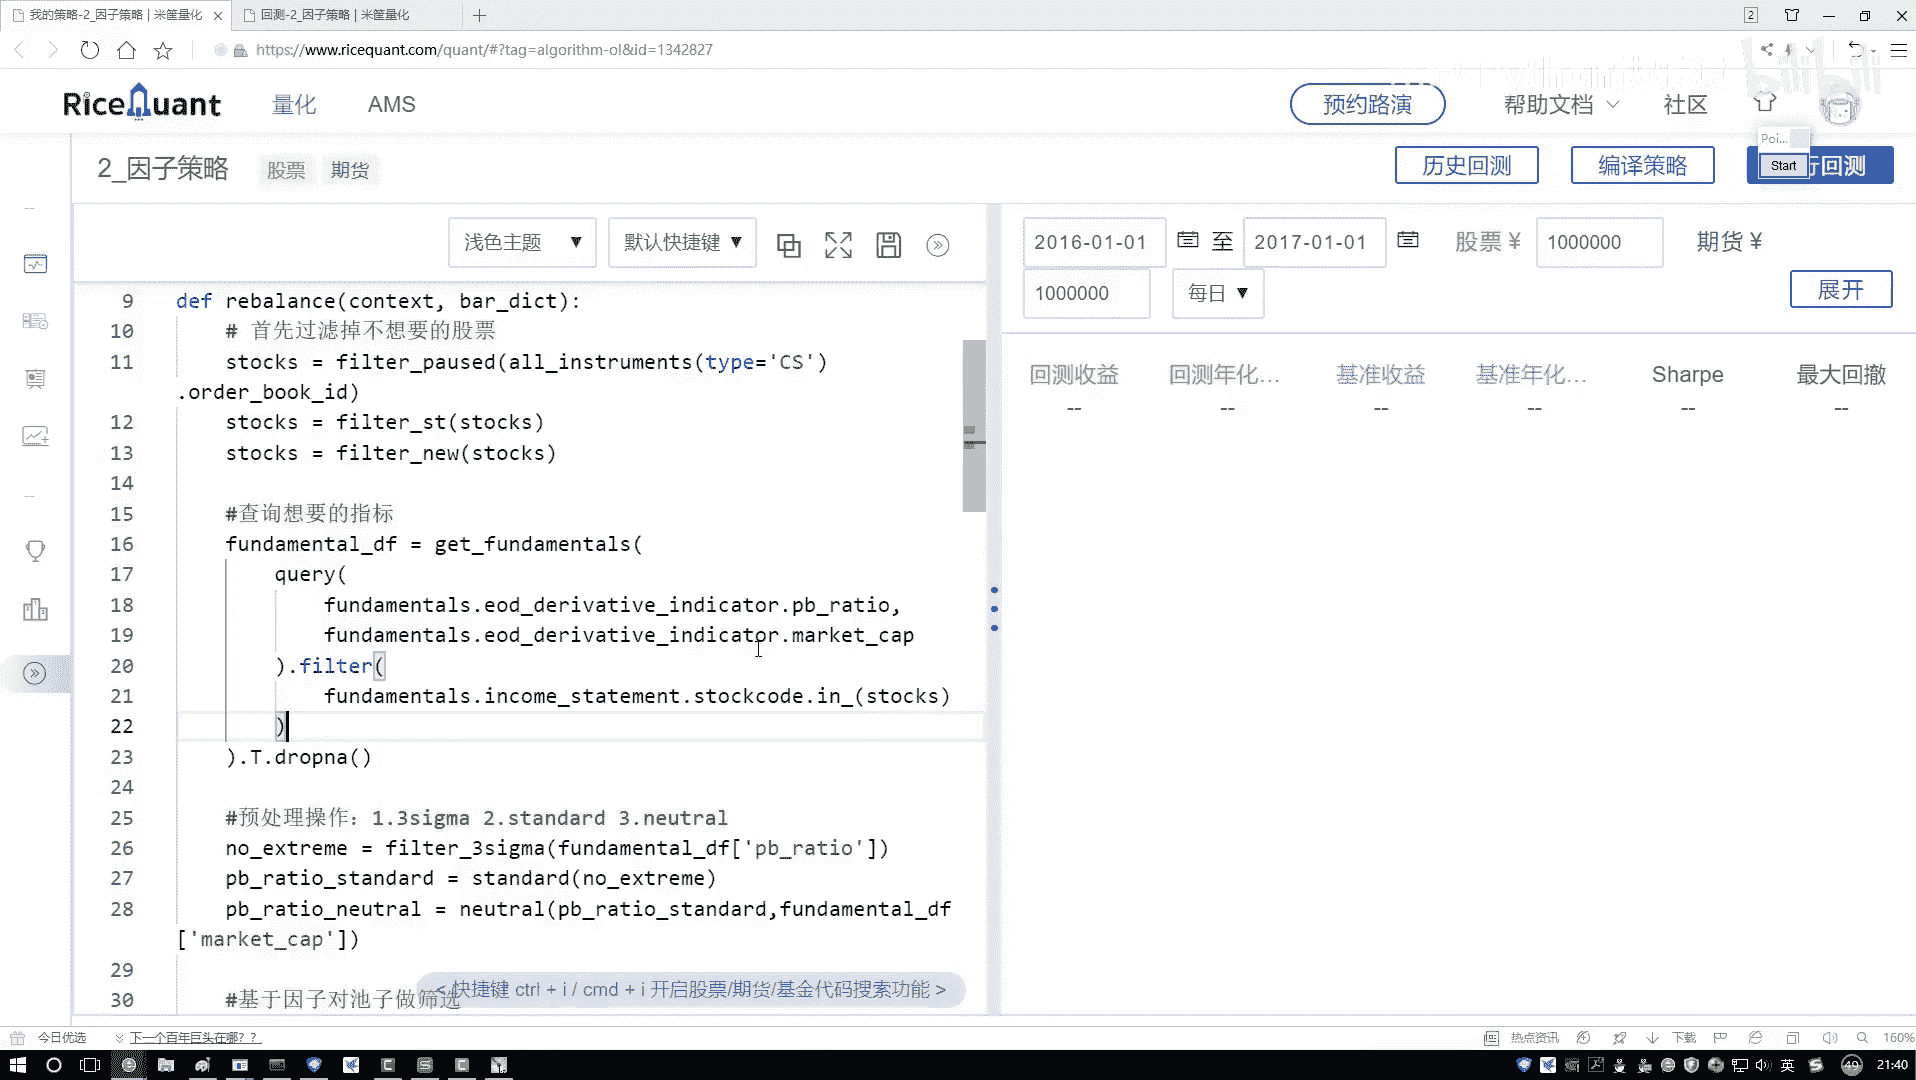 我的策略-2_因子策略 | 米筐量化
回测-2_因子策略 | 米筐量化
2
https://www.ricequant.com/quant/#?tag=algorithm-ol&id=1342827
bilibili
RiceQuant
量化
AMS
预约路演
帮助文档
社区
Poi...
2_因子策略
股票
期货
历史回测
编译策略
Start
行回测
浅色主题 ▼
默认快捷键 ▼
2016-01-01
至
2017-01-01
股票 ¥
1000000
期货 ¥
1000000
每日 ▼
展开
回测收益
回测年化...
基准收益
基准年化...
Sharpe
最大回撤
--
--
--
--
--
--
9 def rebalance(context, bar_dict):
10 # 首先过滤掉不想要的股票
11 stocks = filter_paused(all_instruments(type='CS')
.order_book_id)
12 stocks = filter_st(stocks)
13 stocks = filter_new(stocks)
14
15 #查询想要的指标
16 fundamental_df = get_fundamentals(
17 query(
18 fundamentals.eod_derivative_indicator.pb_ratio,
19 fundamentals.eod_derivative_indicator.market_cap
20 ).filter(
21 fundamentals.income_statement.stockcode.in_(stocks)
22 )
23 ).T.dropna()
24
25 #预处理操作：1.3sigma 2.standard 3.neutral
26 no_extreme = filter_3sigma(fundamental_df['pb_ratio'])
27 pb_ratio_standard = standard(no_extreme)
28 pb_ratio_neutral = neutral(pb_ratio_standard,fundamental_df
['market_cap'])
29
30 #基于因子对池子做筛选
< 快捷键 ctrl + i / cmd + i 开启股票/期货/基金代码搜索功能 >
今日优选
下一个百年巨头在哪？？
热点资讯
下载
160%
英
49
21:40